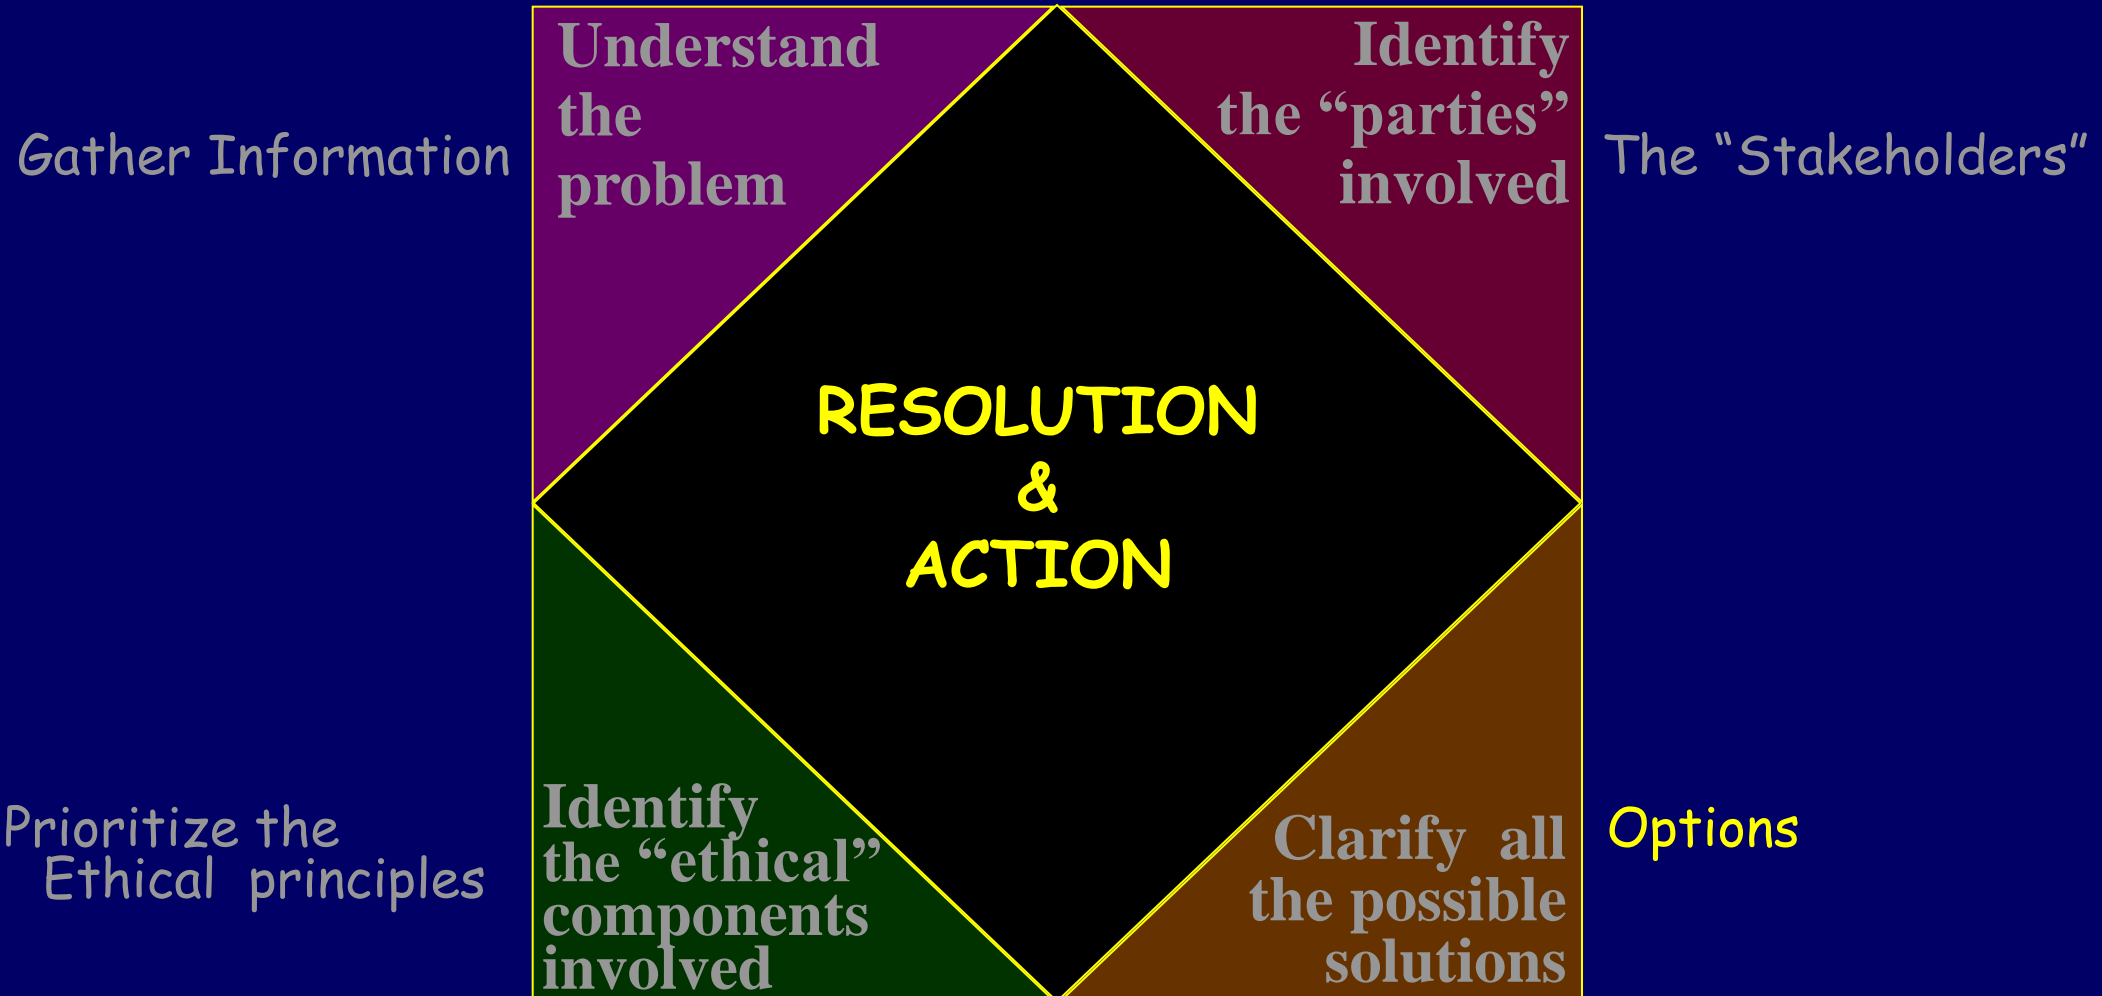 Gather Information
Understand
the
problem
Identify
the “parties”
involved
The “Stakeholders”
RESOLUTION
&
ACTION
Prioritize the
Ethical principles
Identify
the “ethical”
components
involved
Clarify all
the possible
solutions
Options